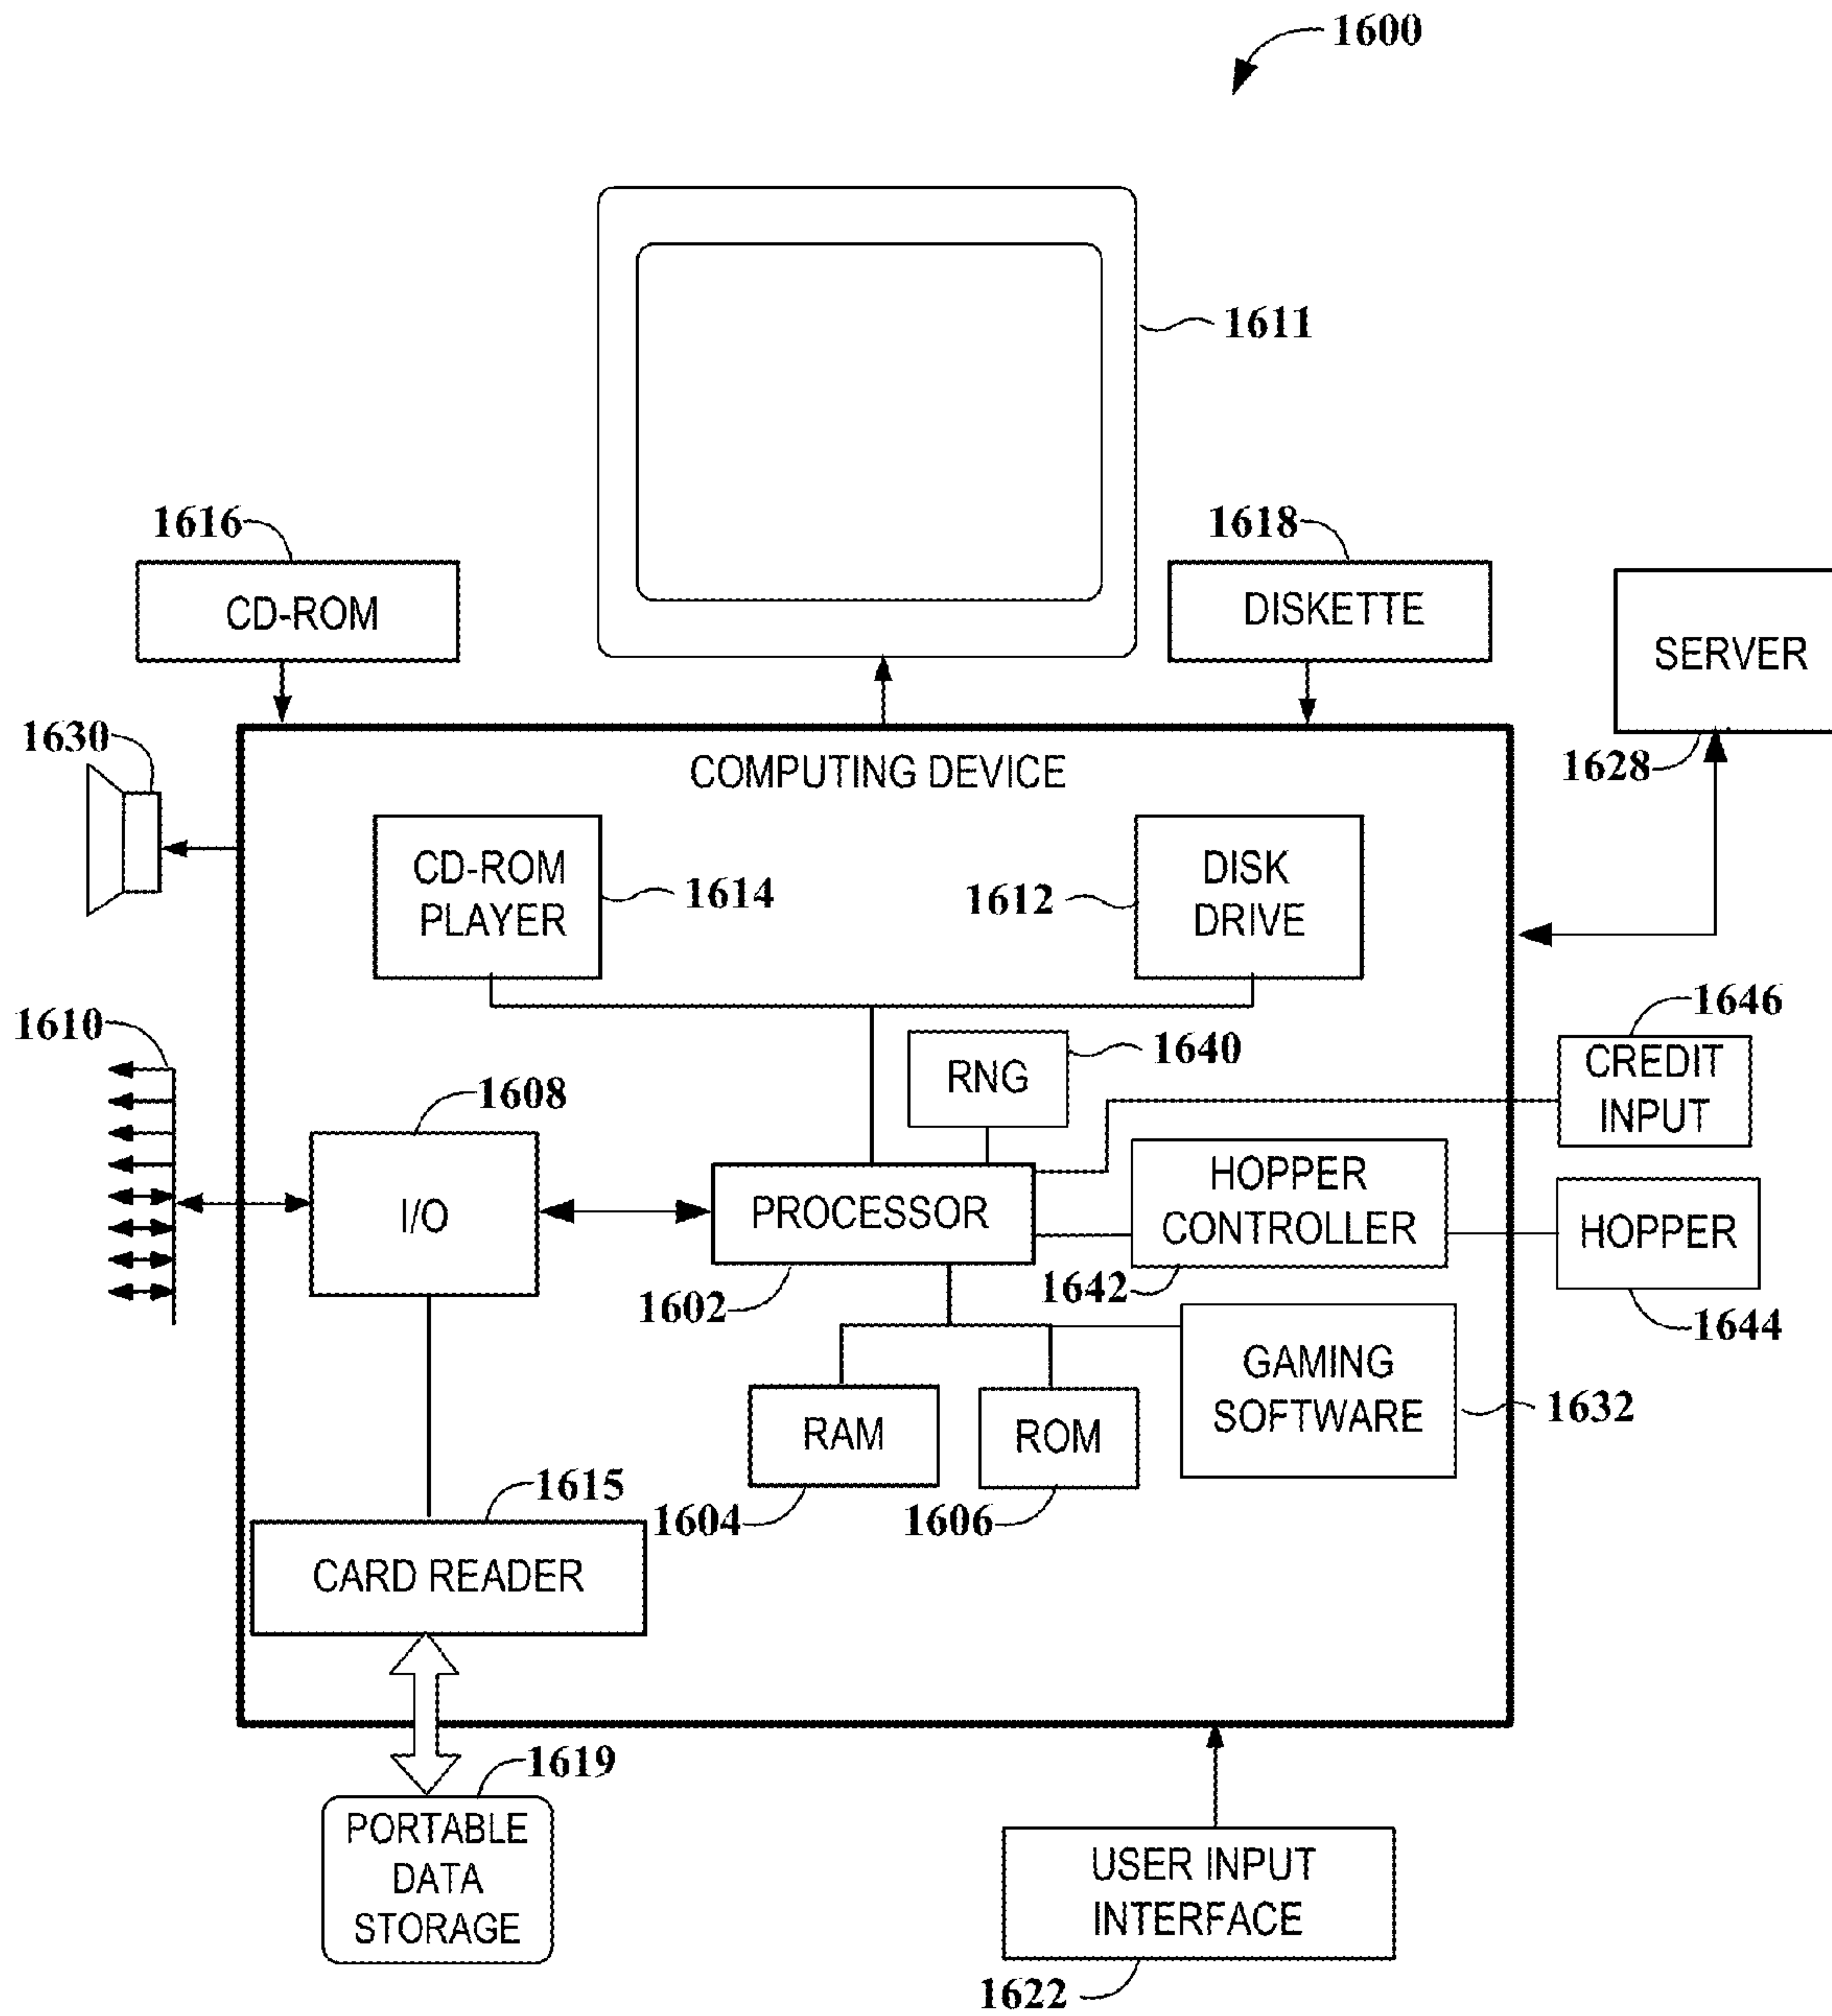 1600
1611
1616
CD-ROM
1618
DISKETTE
SERVER
1628
1630
COMPUTING DEVICE
CD-ROM
PLAYER
1614
1612
DISK
DRIVE
1610
1608
I/O
RNG
1640
1646
CREDIT
INPUT
PROCESSOR
1602
HOPPER
CONTROLLER
1642
HOPPER
1644
GAMING
SOFTWARE
1632
RAM
1604
ROM
1606
1615
CARD READER
1619
PORTABLE
DATA
STORAGE
USER INPUT
INTERFACE
1622